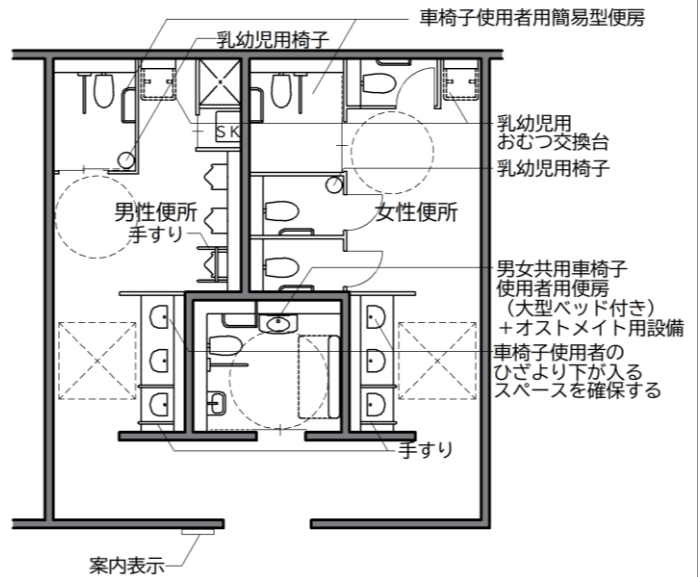 車椅子使用者用簡易型便房
乳幼児用椅子
SK
乳幼児用
おむつ交換台
乳幼児用椅子
男性便所
女性便所
手すり
男女共用車椅子
使用者用便房
（大型ベッド付き）
＋オストメイト用設備
車椅子使用者の
ひざより下が入る
スペースを確保する
手すり
案内表示